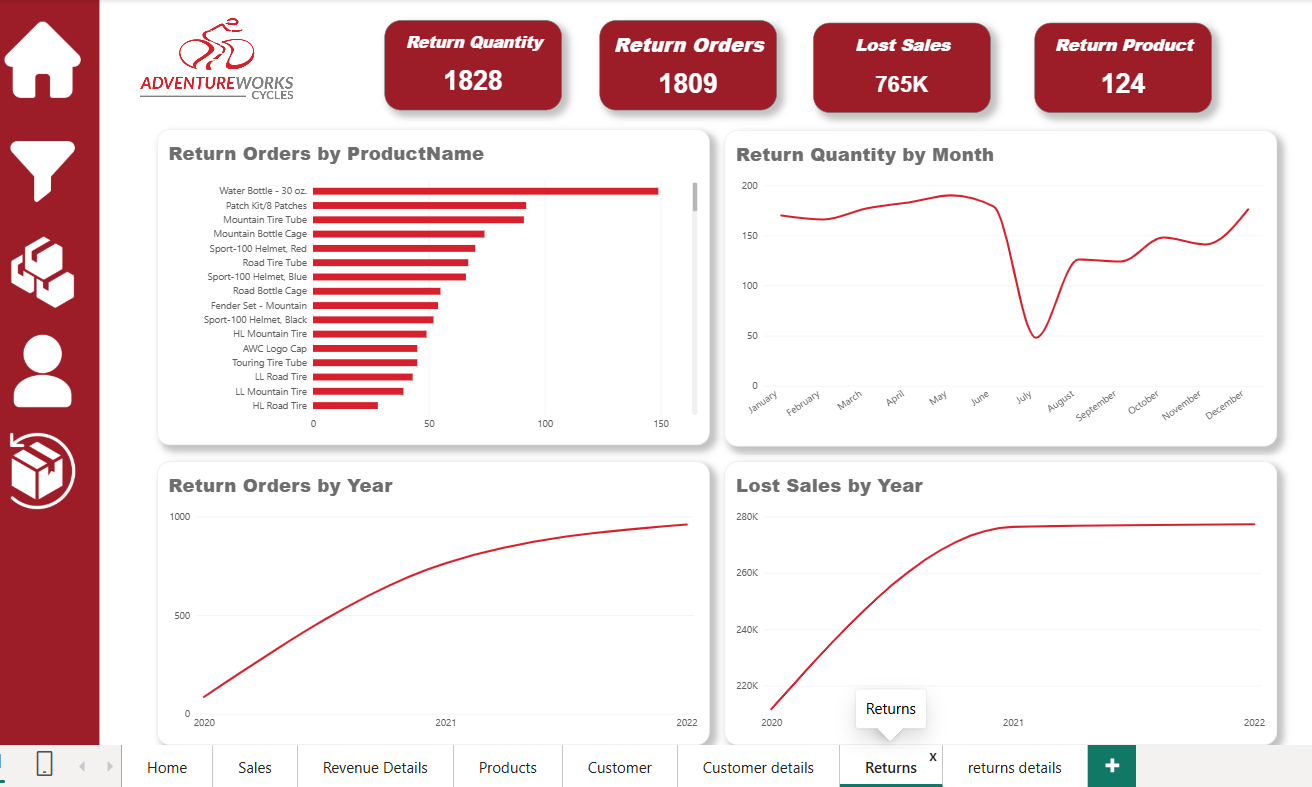 ADVENTUREWORKS
CYCLES
Return Quantity
1828
Return Orders
1809
Lost Sales
765K
Return Product
124
Return Orders by ProductName
Water Bottle - 30 oz.
Patch Kit/8 Patches
Mountain Tire Tube
Mountain Bottle Cage
Sport-100 Helmet, Red
Road Tire Tube
Sport-100 Helmet, Blue
Road Bottle Cage
Fender Set - Mountain
Sport-100 Helmet, Black
HL Mountain Tire
AWC Logo Cap
Touring Tire Tube
LL Road Tire
LL Mountain Tire
HL Road Tire
0 50 100 150
Return Quantity by Month
200
150
100
50
0
January February March April May June July August September October November December
Return Orders by Year
1000
500
0
2020 2021 2022
Lost Sales by Year
280K
260K
240K
220K
2020 2021 2022
Returns
Home Sales Revenue Details Products Customer Customer details Returns x returns details +